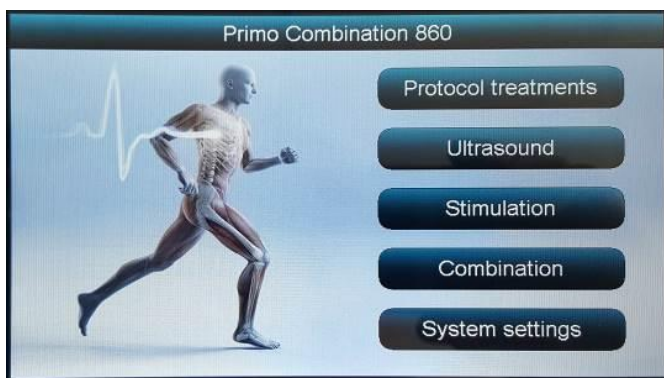 Primo Combination 860
Protocol treatments
Ultrasound
Stimulation
Combination
System settings